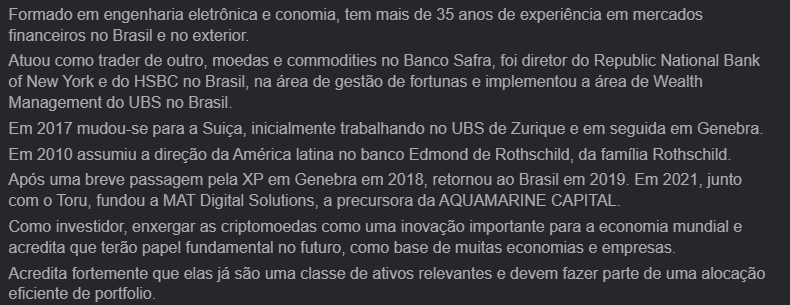 Formado em engenharia eletrônica e conomia, tem mais de 35 anos de experiência em mercados
financeiros no Brasil e no exterior.
Atuou como trader de outro, moedas e commodities no Banco Safra, foi diretor do Republic National Bank
of New York e do HSBC no Brasil, na área de gestão de fortunas e implementou a área de Wealth
Management do UBS no Brasil.
Em 2017 mudou-se para a Suiça, inicialmente trabalhando no UBS de Zurique e em seguida em Genebra.
Em 2010 assumiu a direção da América latina no banco Edmond de Rothschild, da família Rothschild.
Após uma breve passagem pela XP em Genebra em 2018, retornou ao Brasil em 2019. Em 2021, junto
com o Toru, fundou a MAT Digital Solutions, a precursora da AQUAMARINE CAPITAL.
Como investidor, enxergar as criptomoedas como uma inovação importante para a economia mundial e
acredita que terão papel fundamental no futuro, como base de muitas economias e empresas.
Acredita fortemente que elas já são uma classe de ativos relevantes e devem fazer parte de uma alocação
eficiente de portfolio.